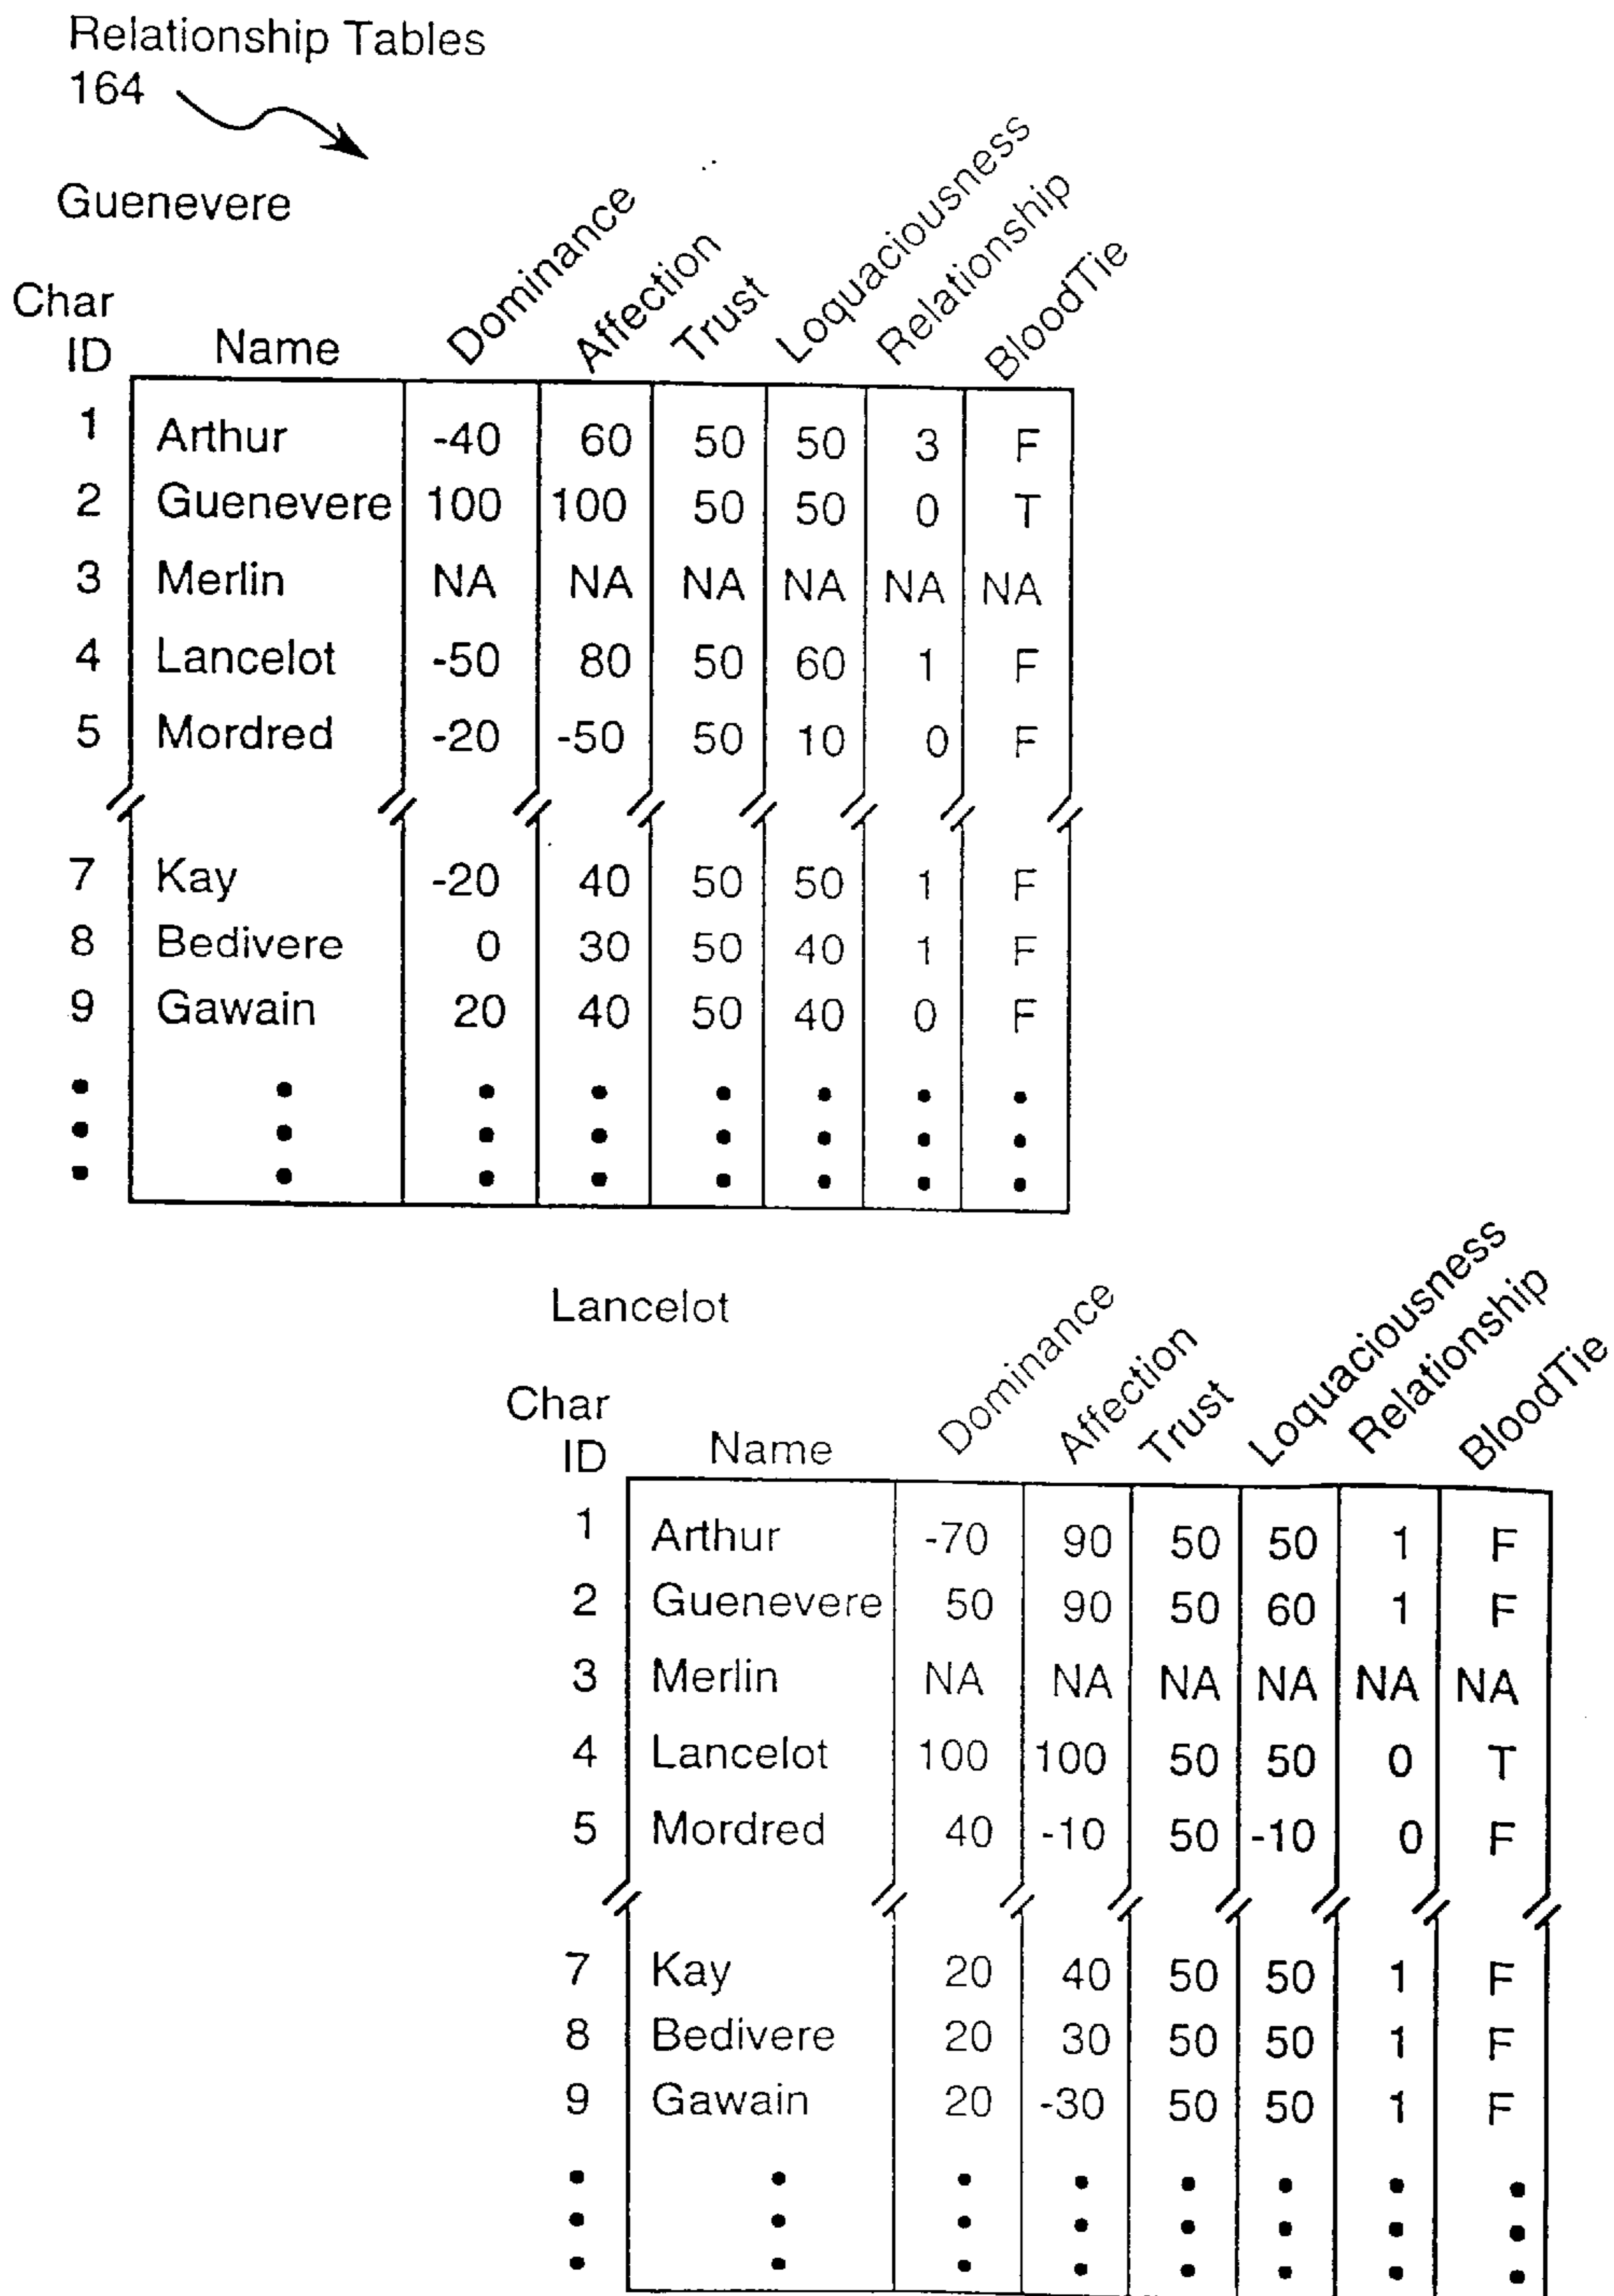 Relationship Tables
164
Guenevere
Char ID Name Dominance Affection Trust Loquaciousness Relationship BloodTie
1 Arthur -40 60 50 50 3 F
2 Guenevere 100 100 50 50 0 T
3 Merlin NA NA NA NA NA NA
4 Lancelot -50 80 50 60 1 F
5 Mordred -20 -50 50 10 0 F
7 Kay -20 40 50 50 1 F
8 Bedivere 0 30 50 40 1 F
9 Gawain 20 40 50 40 0 F
Lancelot
Char ID Name Dominance Affection Trust Loquaciousness Relationship BloodTie
1 Arthur -70 90 50 50 1 F
2 Guenevere 50 90 50 60 1 F
3 Merlin NA NA NA NA NA NA
4 Lancelot 100 100 50 50 0 T
5 Mordred 40 -10 50 -10 0 F
7 Kay 20 40 50 50 1 F
8 Bedivere 20 30 50 50 1 F
9 Gawain 20 -30 50 50 1 F